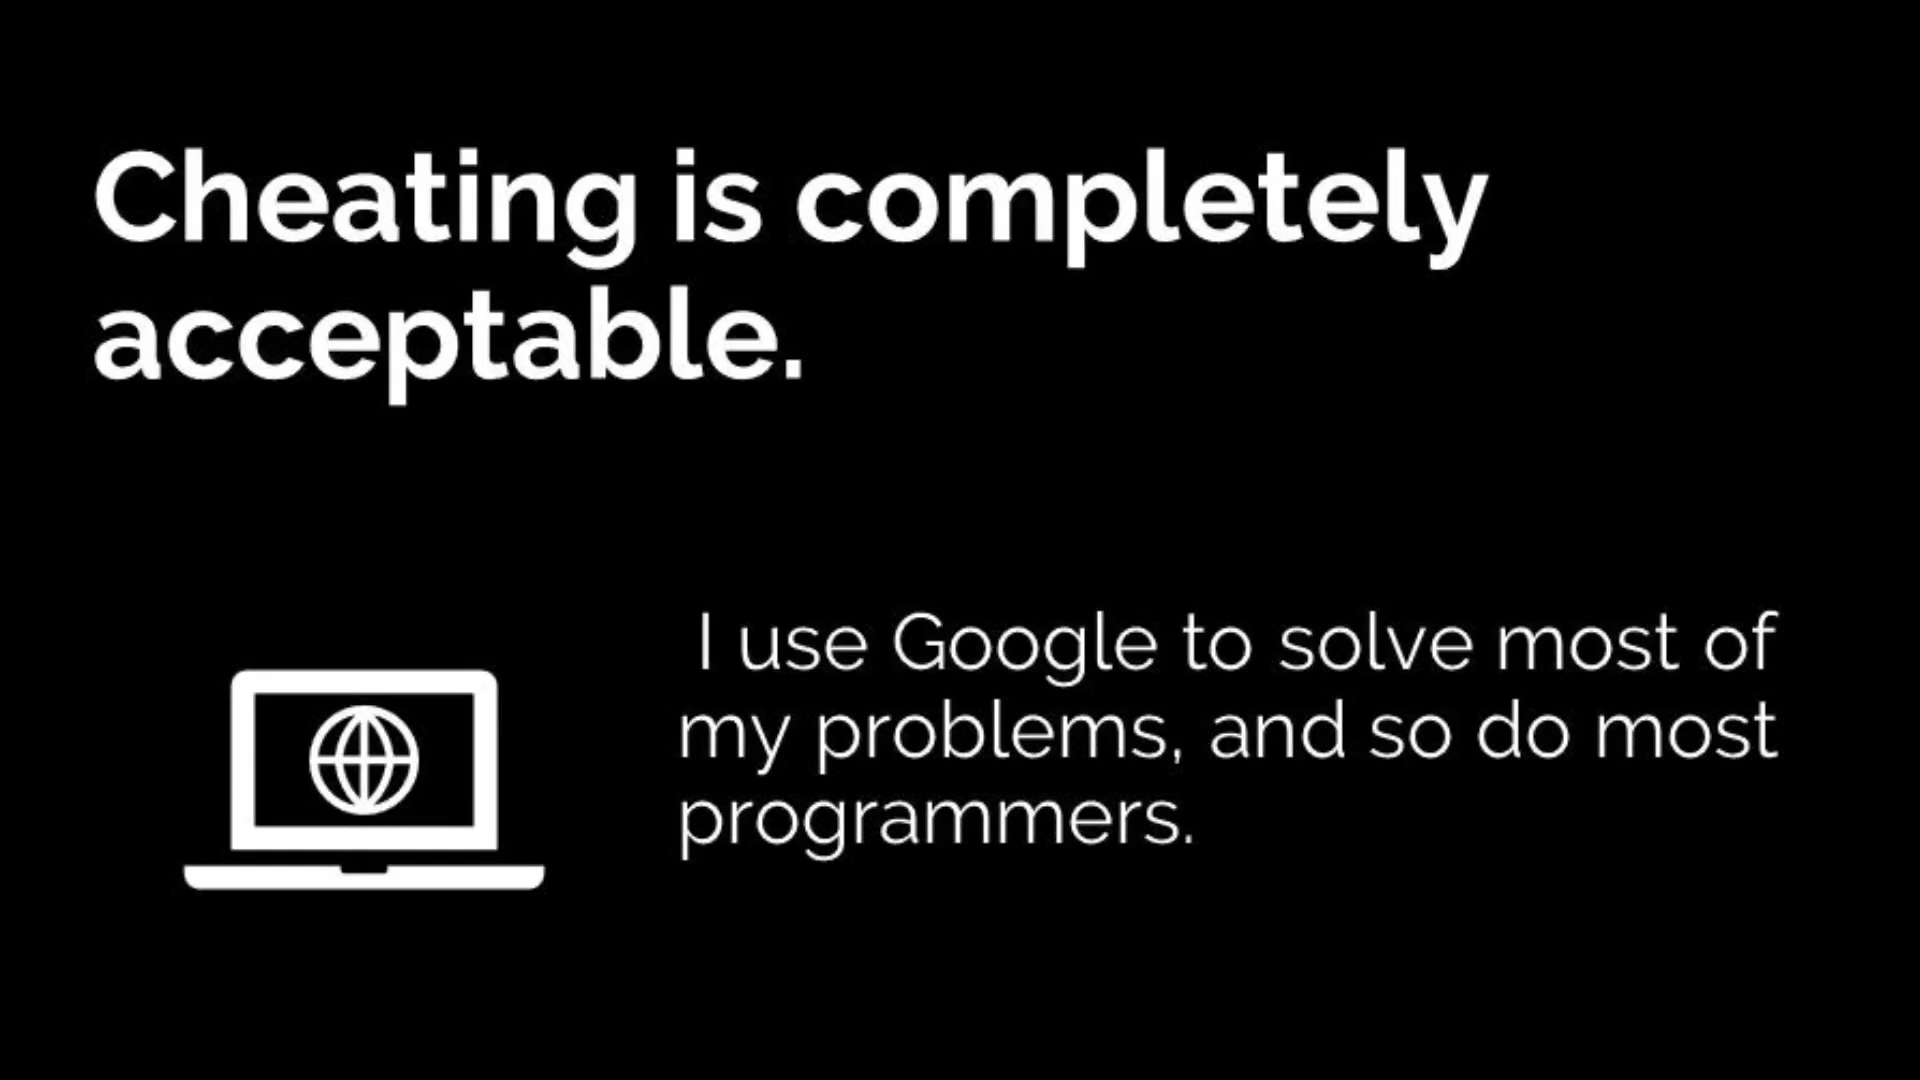 Cheating is completely
acceptable.
I use Google to solve most of
my problems, and so do most
programmers.